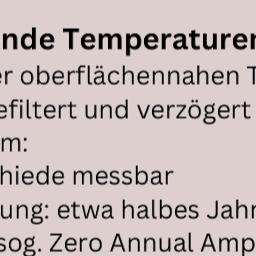 nde Temperaturen
er oberflächennahen T
efiltert und verzögert
m:
hiede messbar
ung: etwa halbes Jahr
sog. Zero Annual Amp